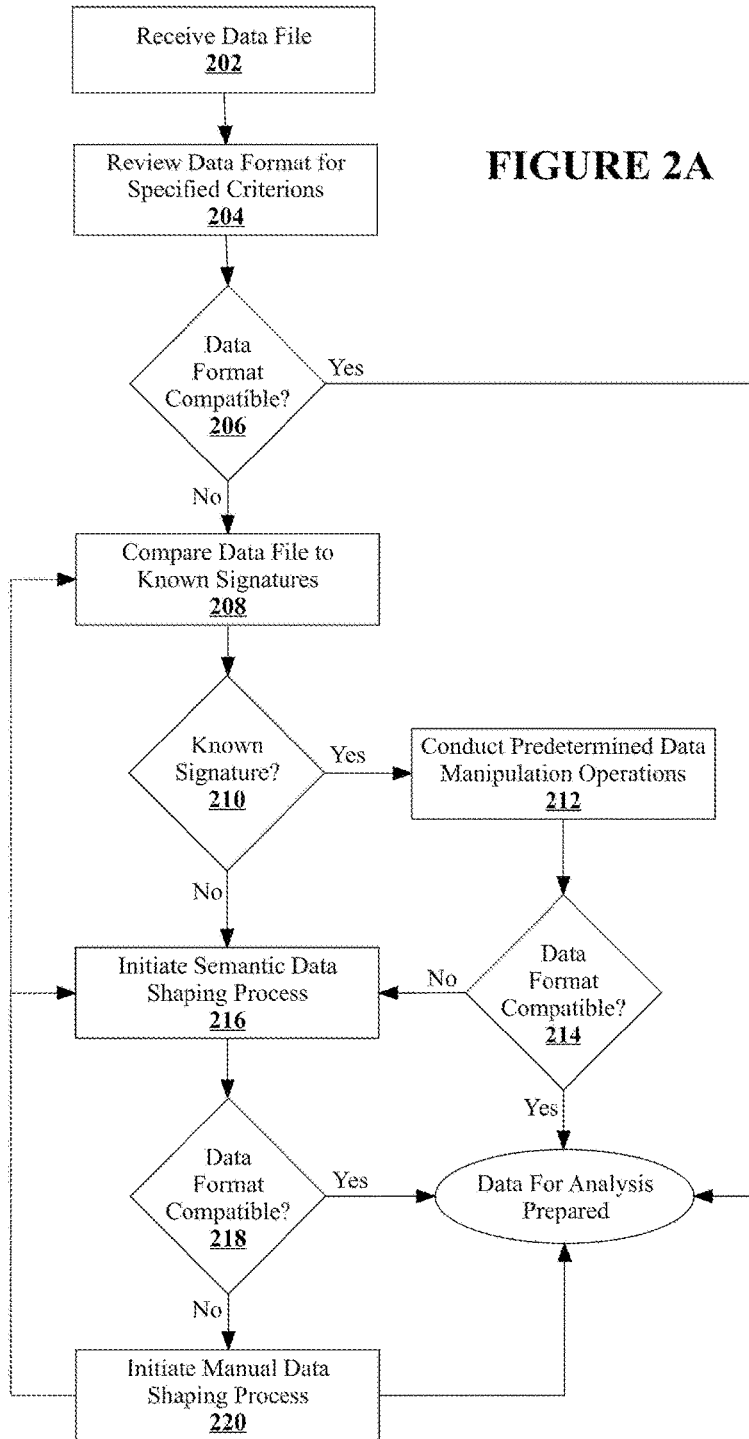 Receive Data File
202
Review Data Format for
Specified Criterions
204
FIGURE 2A
Data
Format
Compatible?
206
Yes
No
Compare Data File to
Known Signatures
208
Known
Signature?
210
Yes
Conduct Predetermined Data
Manipulation Operations
212
No
Initiate Semantic Data
Shaping Process
216
No
Data
Format
Compatible?
214
Yes
Data
Format
Compatible?
218
Yes
Data For Analysis
Prepared
No
Initiate Manual Data
Shaping Process
220